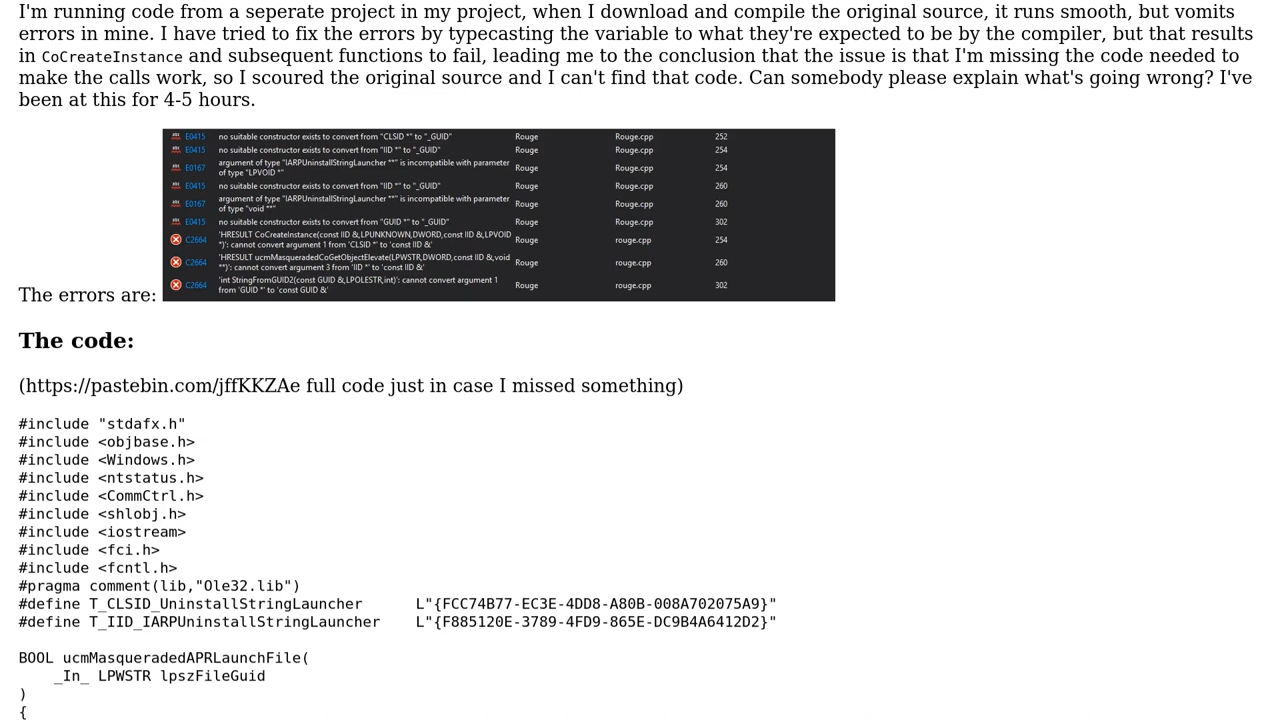 I'm running code from a seperate project in my project, when I download and compile the original source, it runs smooth, but vomits
errors in mine. I have tried to fix the errors by typecasting the variable to what they're expected to be by the compiler, but that results
in CoCreateInstance and subsequent functions to fail, leading me to the conclusion that the issue is that I'm missing the code needed to
make the calls work, so I scoured the original source and I can't find that code. Can somebody please explain what's going wrong? I've
been at this for 4-5 hours.
abc E0415 no suitable constructor exists to convert from "CLSID *" to "_GUID" Rouge Rouge.cpp 252
abc E0415 no suitable constructor exists to convert from "IID *" to "_GUID" Rouge Rouge.cpp 254
abc E0167 argument of type "IARPUninstallStringLauncher **" is incompatible with parameter Rouge Rouge.cpp 254
of type "LPVOID *"
abc E0415 no suitable constructor exists to convert from "IID *" to "_GUID" Rouge Rouge.cpp 260
abc E0167 argument of type "IARPUninstallStringLauncher **" is incompatible with parameter Rouge Rouge.cpp 260
of type "void **"
abc E0415 no suitable constructor exists to convert from "GUID *" to "_GUID" Rouge Rouge.cpp 302
C2664 'HRESULT CoCreateInstance(const IID &,LPUNKNOWN,DWORD,const IID &,LPVOID Rouge rouge.cpp 254
*)': cannot convert argument 1 from 'CLSID *' to 'const IID &'
C2664 'HRESULT ucmMasqueradedCoGetObjectElevate(LPWSTR,DWORD,const IID &,void Rouge rouge.cpp 260
**)': cannot convert argument 3 from 'IID *' to 'const IID &'
C2664 'int StringFromGUID2(const GUID &,LPOLESTR,int)': cannot convert argument 1 Rouge rouge.cpp 302
from 'GUID *' to 'const GUID &'
The errors are:
The code:
(https://pastebin.com/jffKKZAe full code just in case I missed something)
#include "stdafx.h"
#include <objbase.h>
#include <Windows.h>
#include <ntstatus.h>
#include <CommCtrl.h>
#include <shlobj.h>
#include <iostream>
#include <fci.h>
#include <fcntl.h>
#pragma comment(lib,"Ole32.lib")
#define T_CLSID_UninstallStringLauncher      L"{FCC74B77-EC3E-4DD8-A80B-008A702075A9}"
#define T_IID_IARPUninstallStringLauncher    L"{F885120E-3789-4FD9-865E-DC9B4A6412D2}"
BOOL ucmMasqueradedAPRLaunchFile(
    _In_ LPWSTR lpszFileGuid
)
{